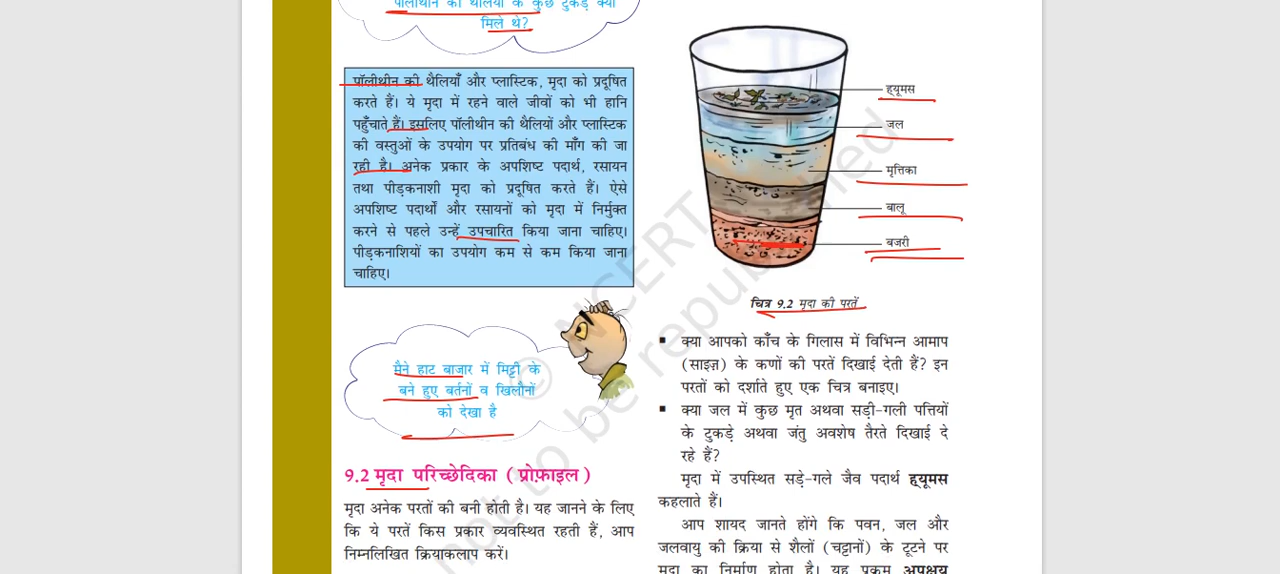 पॉलीथीन की थैलियों के कुछ टुकड़े क्यों
मिले थे?
पॉलीथीन की थैलियाँ और प्लास्टिक, मृदा को प्रदूषित
करते हैं। ये मृदा में रहने वाले जीवों को भी हानि
पहुँचाते हैं। इसलिए पॉलीथीन की थैलियों और प्लास्टिक
की वस्तुओं के उपयोग पर प्रतिबंध की माँग की जा
रही है। अनेक प्रकार के अपशिष्ट पदार्थ, रसायन
तथा पीड़कनाशी मृदा को प्रदूषित करते हैं। ऐसे
अपशिष्ट पदार्थों और रसायनों को मृदा में निर्मुक्त
करने से पहले उन्हें उपचारित किया जाना चाहिए।
पीड़कनाशियों का उपयोग कम से कम किया जाना
चाहिए।
मैने हाट बाजार में मिट्टी के
बने हुए बर्तनों व खिलौनों
को देखा है
9.2 मृदा परिच्छेदिका (प्रोफ़ाइल)
मृदा अनेक परतों की बनी होती है। यह जानने के लिए
कि ये परतें किस प्रकार व्यवस्थित रहती हैं, आप
निम्नलिखित क्रियाकलाप करें।
ह्यूमस
जल
मृत्तिका
बालू
बजरी
चित्र 9.2 मृदा की परतें
▪ क्या आपको काँच के गिलास में विभिन्न आमाप
(साइज़) के कणों की परतें दिखाई देती हैं? इन
परतों को दर्शाते हुए एक चित्र बनाइए।
▪ क्या जल में कुछ मृत अथवा सड़ी-गली पत्तियों
के टुकड़े अथवा जंतु अवशेष तैरते दिखाई दे
रहे हैं?
मृदा में उपस्थित सड़े-गले जैव पदार्थ ह्यूमस
कहलाते हैं।
आप शायद जानते होंगे कि पवन, जल और
जलवायु की क्रिया से शैलों (चट्टानों) के टूटने पर
मृदा का निर्माण होता है। यह प्रक्रम अपक्षय
© NCERT
not to be republished